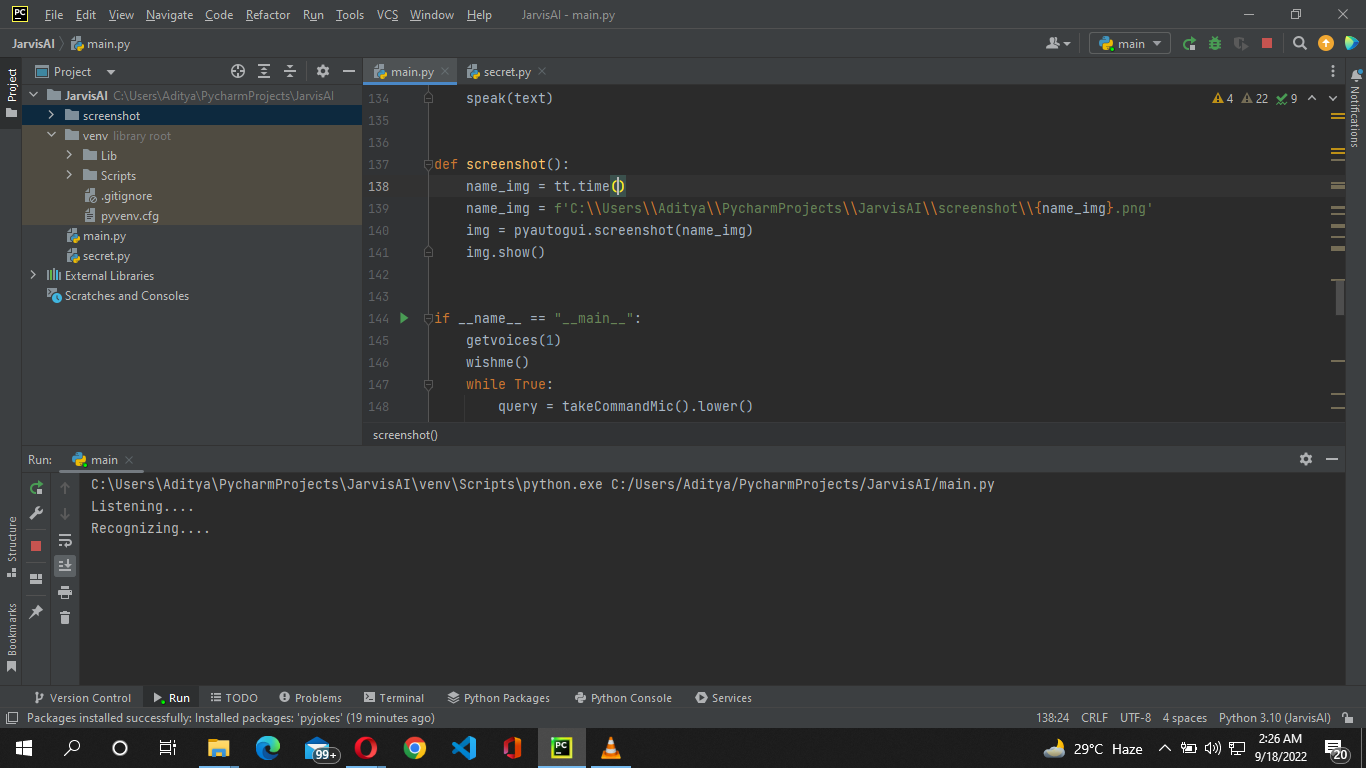 PC File Edit View Navigate Code Refactor Run Tools VCS Window Help JarvisAI - main.py
JarvisAI main.py main
Project main.py secret.py
JarvisAI C:\Users\Aditya\PycharmProjects\JarvisAI
screenshot
venv library root
Lib
Scripts
.gitignore
pyvenv.cfg
main.py
secret.py
External Libraries
Scratches and Consoles
Project
Structure
Bookmarks
Notifications
4 22 9
134 speak(text)
135
136
137 def screenshot():
138 name_img = tt.time()
139 name_img = f'C:\\Users\\Aditya\\PycharmProjects\\JarvisAI\\screenshot\\{name_img}.png'
140 img = pyautogui.screenshot(name_img)
141 img.show()
142
143
144 if __name__ == "__main__":
145 getvoices(1)
146 wishme()
147 while True:
148 query = takeCommandMic().lower()
screenshot()
Run: main
C:\Users\Aditya\PycharmProjects\JarvisAI\venv\Scripts\python.exe C:/Users/Aditya/PycharmProjects/JarvisAI/main.py
Listening....
Recognizing....
Version Control Run TODO Problems Terminal Python Packages Python Console Services
Packages installed successfully: Installed packages: 'pyjokes' (19 minutes ago) 138:24 CRLF UTF-8 4 spaces Python 3.10 (JarvisAI)
99+ PC 29°C Haze 2:26 AM
9/18/2022 20